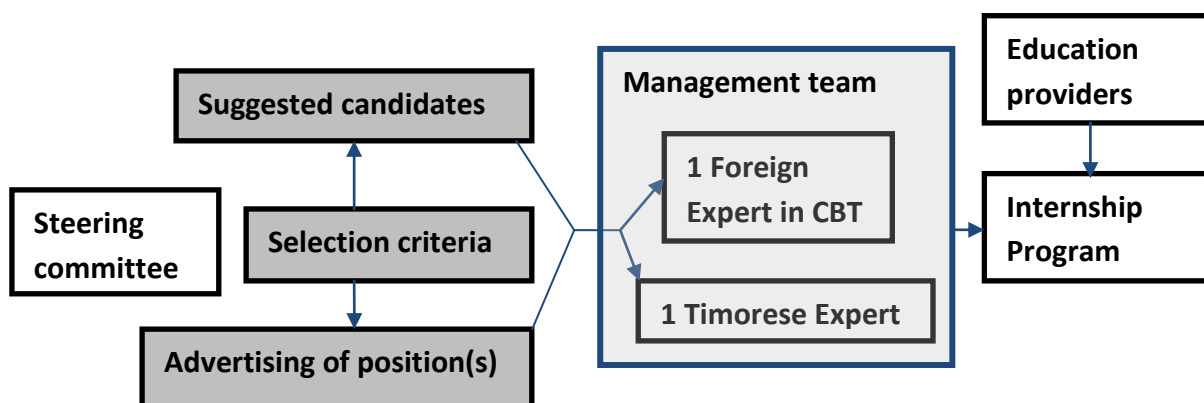 Steering
committee
Suggested candidates
Selection criteria
Advertising of position(s)
Management team
1 Foreign
Expert in CBT
1 Timorese Expert
Education
providers
Internship
Program